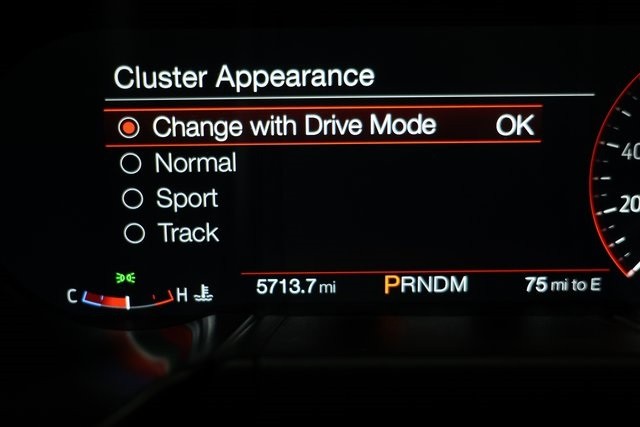 Cluster Appearance
Change with Drive Mode OK
Normal
Sport
Track
40
20
C H
5713.7 mi PRNDM 75 mi to E